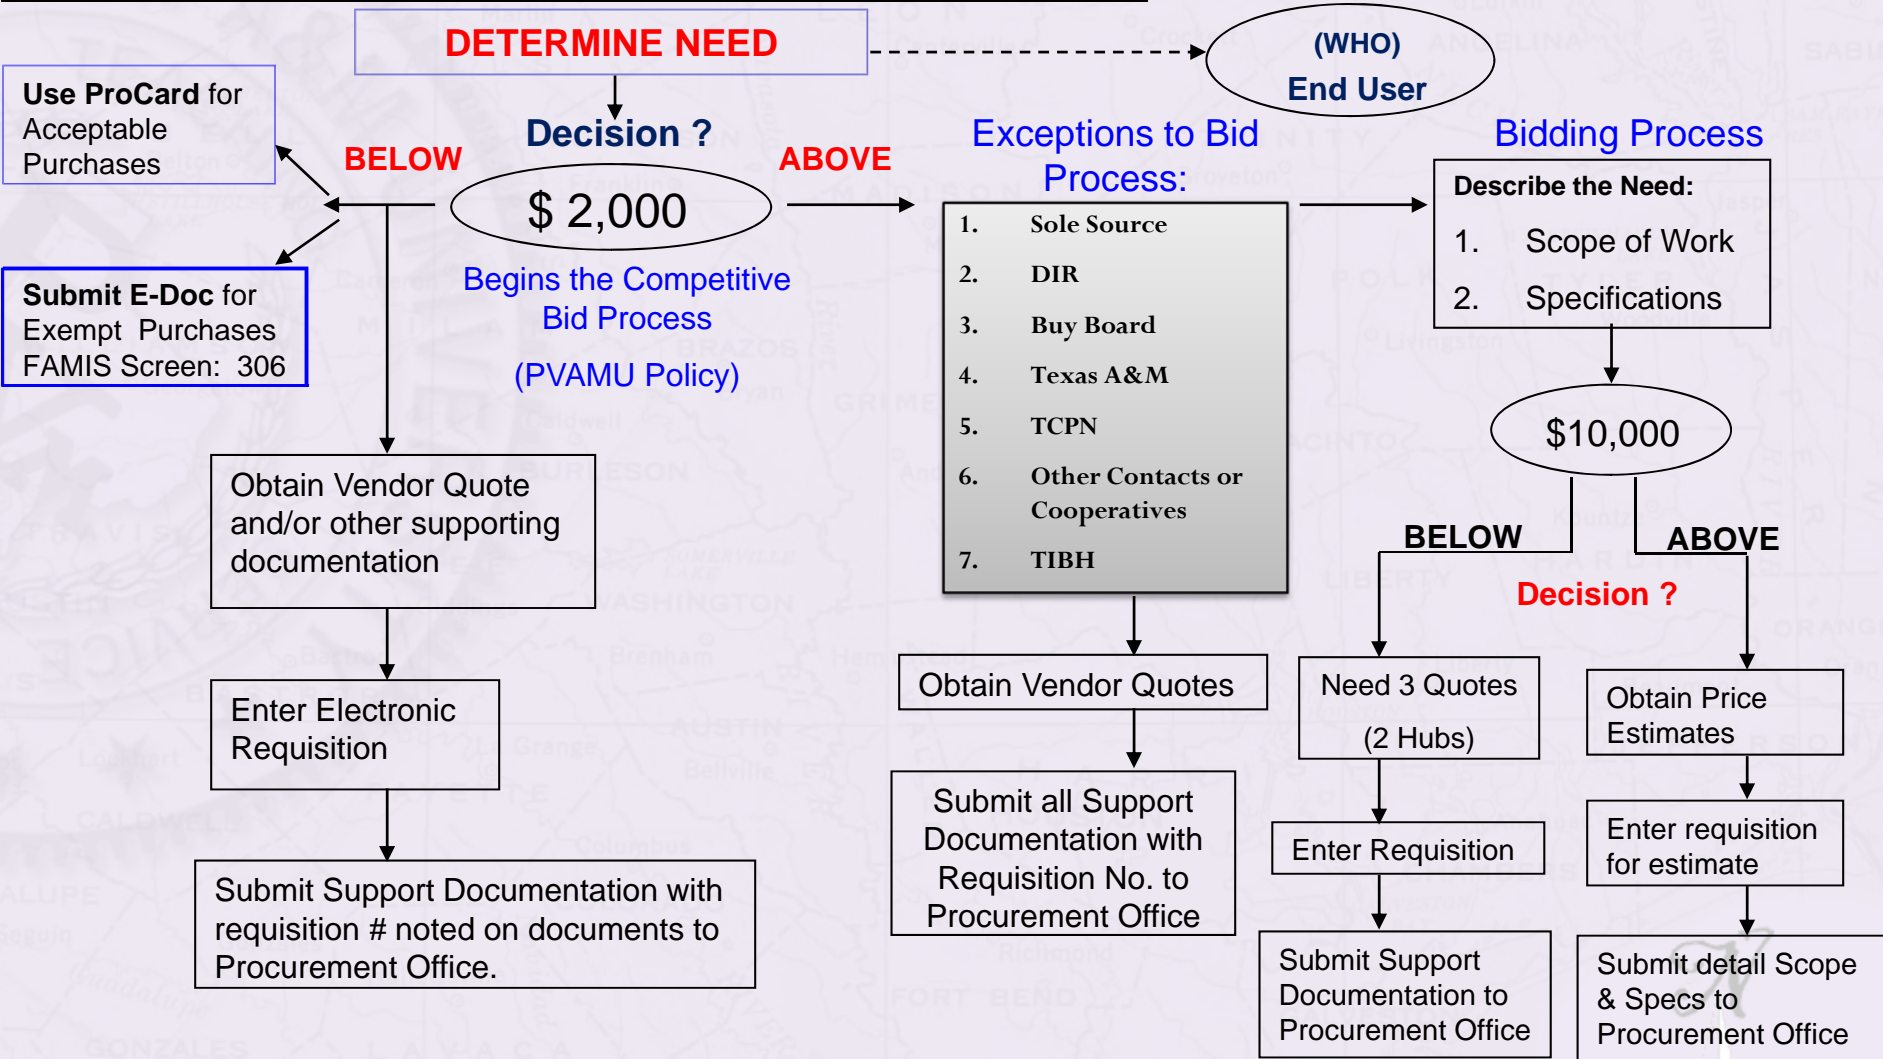 DETERMINE NEED
(WHO)
End User
Use ProCard for
Acceptable
Purchases
BELOW
Decision ?
$ 2,000
ABOVE
Begins the Competitive
Bid Process
(PVAMU Policy)
Submit E-Doc for
Exempt Purchases
FAMIS Screen: 306
Obtain Vendor Quote
and/or other supporting
documentation
Enter Electronic
Requisition
Submit Support Documentation with
requisition # noted on documents to
Procurement Office.
Exceptions to Bid
Process:
1. Sole Source
2. DIR
3. Buy Board
4. Texas A&M
5. TCPN
6. Other Contacts or
Cooperatives
7. TIBH
Obtain Vendor Quotes
Submit all Support
Documentation with
Requisition No. to
Procurement Office
Bidding Process
Describe the Need:
1. Scope of Work
2. Specifications
$10,000
BELOW
ABOVE
Decision ?
Need 3 Quotes
(2 Hubs)
Enter Requisition
Submit Support
Documentation to
Procurement Office
Obtain Price
Estimates
Enter requisition
for estimate
Submit detail Scope
& Specs to
Procurement Office